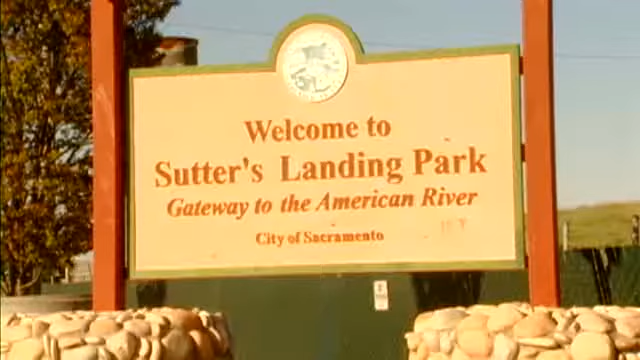 Welcome to
Sutter's Landing Park
Gateway to the American River
City of Sacramento